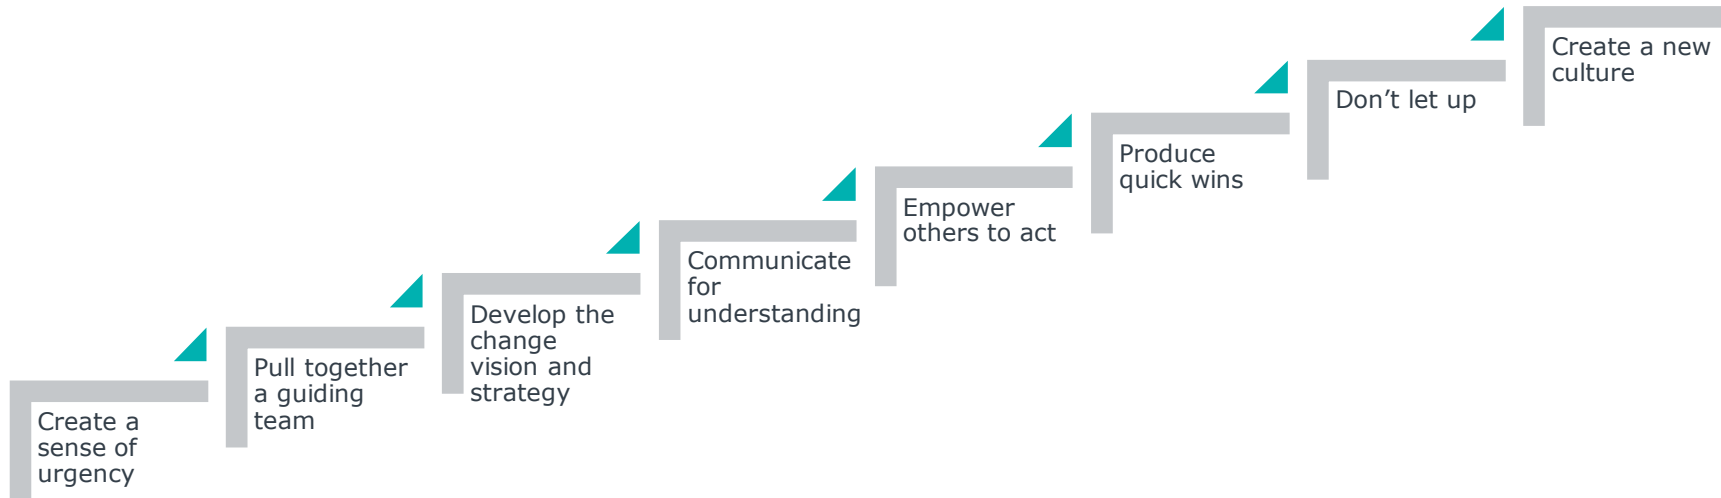 Create a
sense of
urgency
Pull together
a guiding
team
Develop the
change
vision and
strategy
Communicate
for
understanding
Empower
others to act
Produce
quick wins
Don’t let up
Create a new
culture